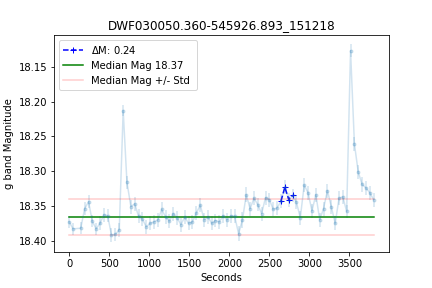 DWF030050.360-545926.893_151218
ΔM: 0.24
Median Mag 18.37
Median Mag +/- Std
g band Magnitude
18.15
18.20
18.25
18.30
18.35
18.40
0 500 1000 1500 2000 2500 3000 3500
Seconds